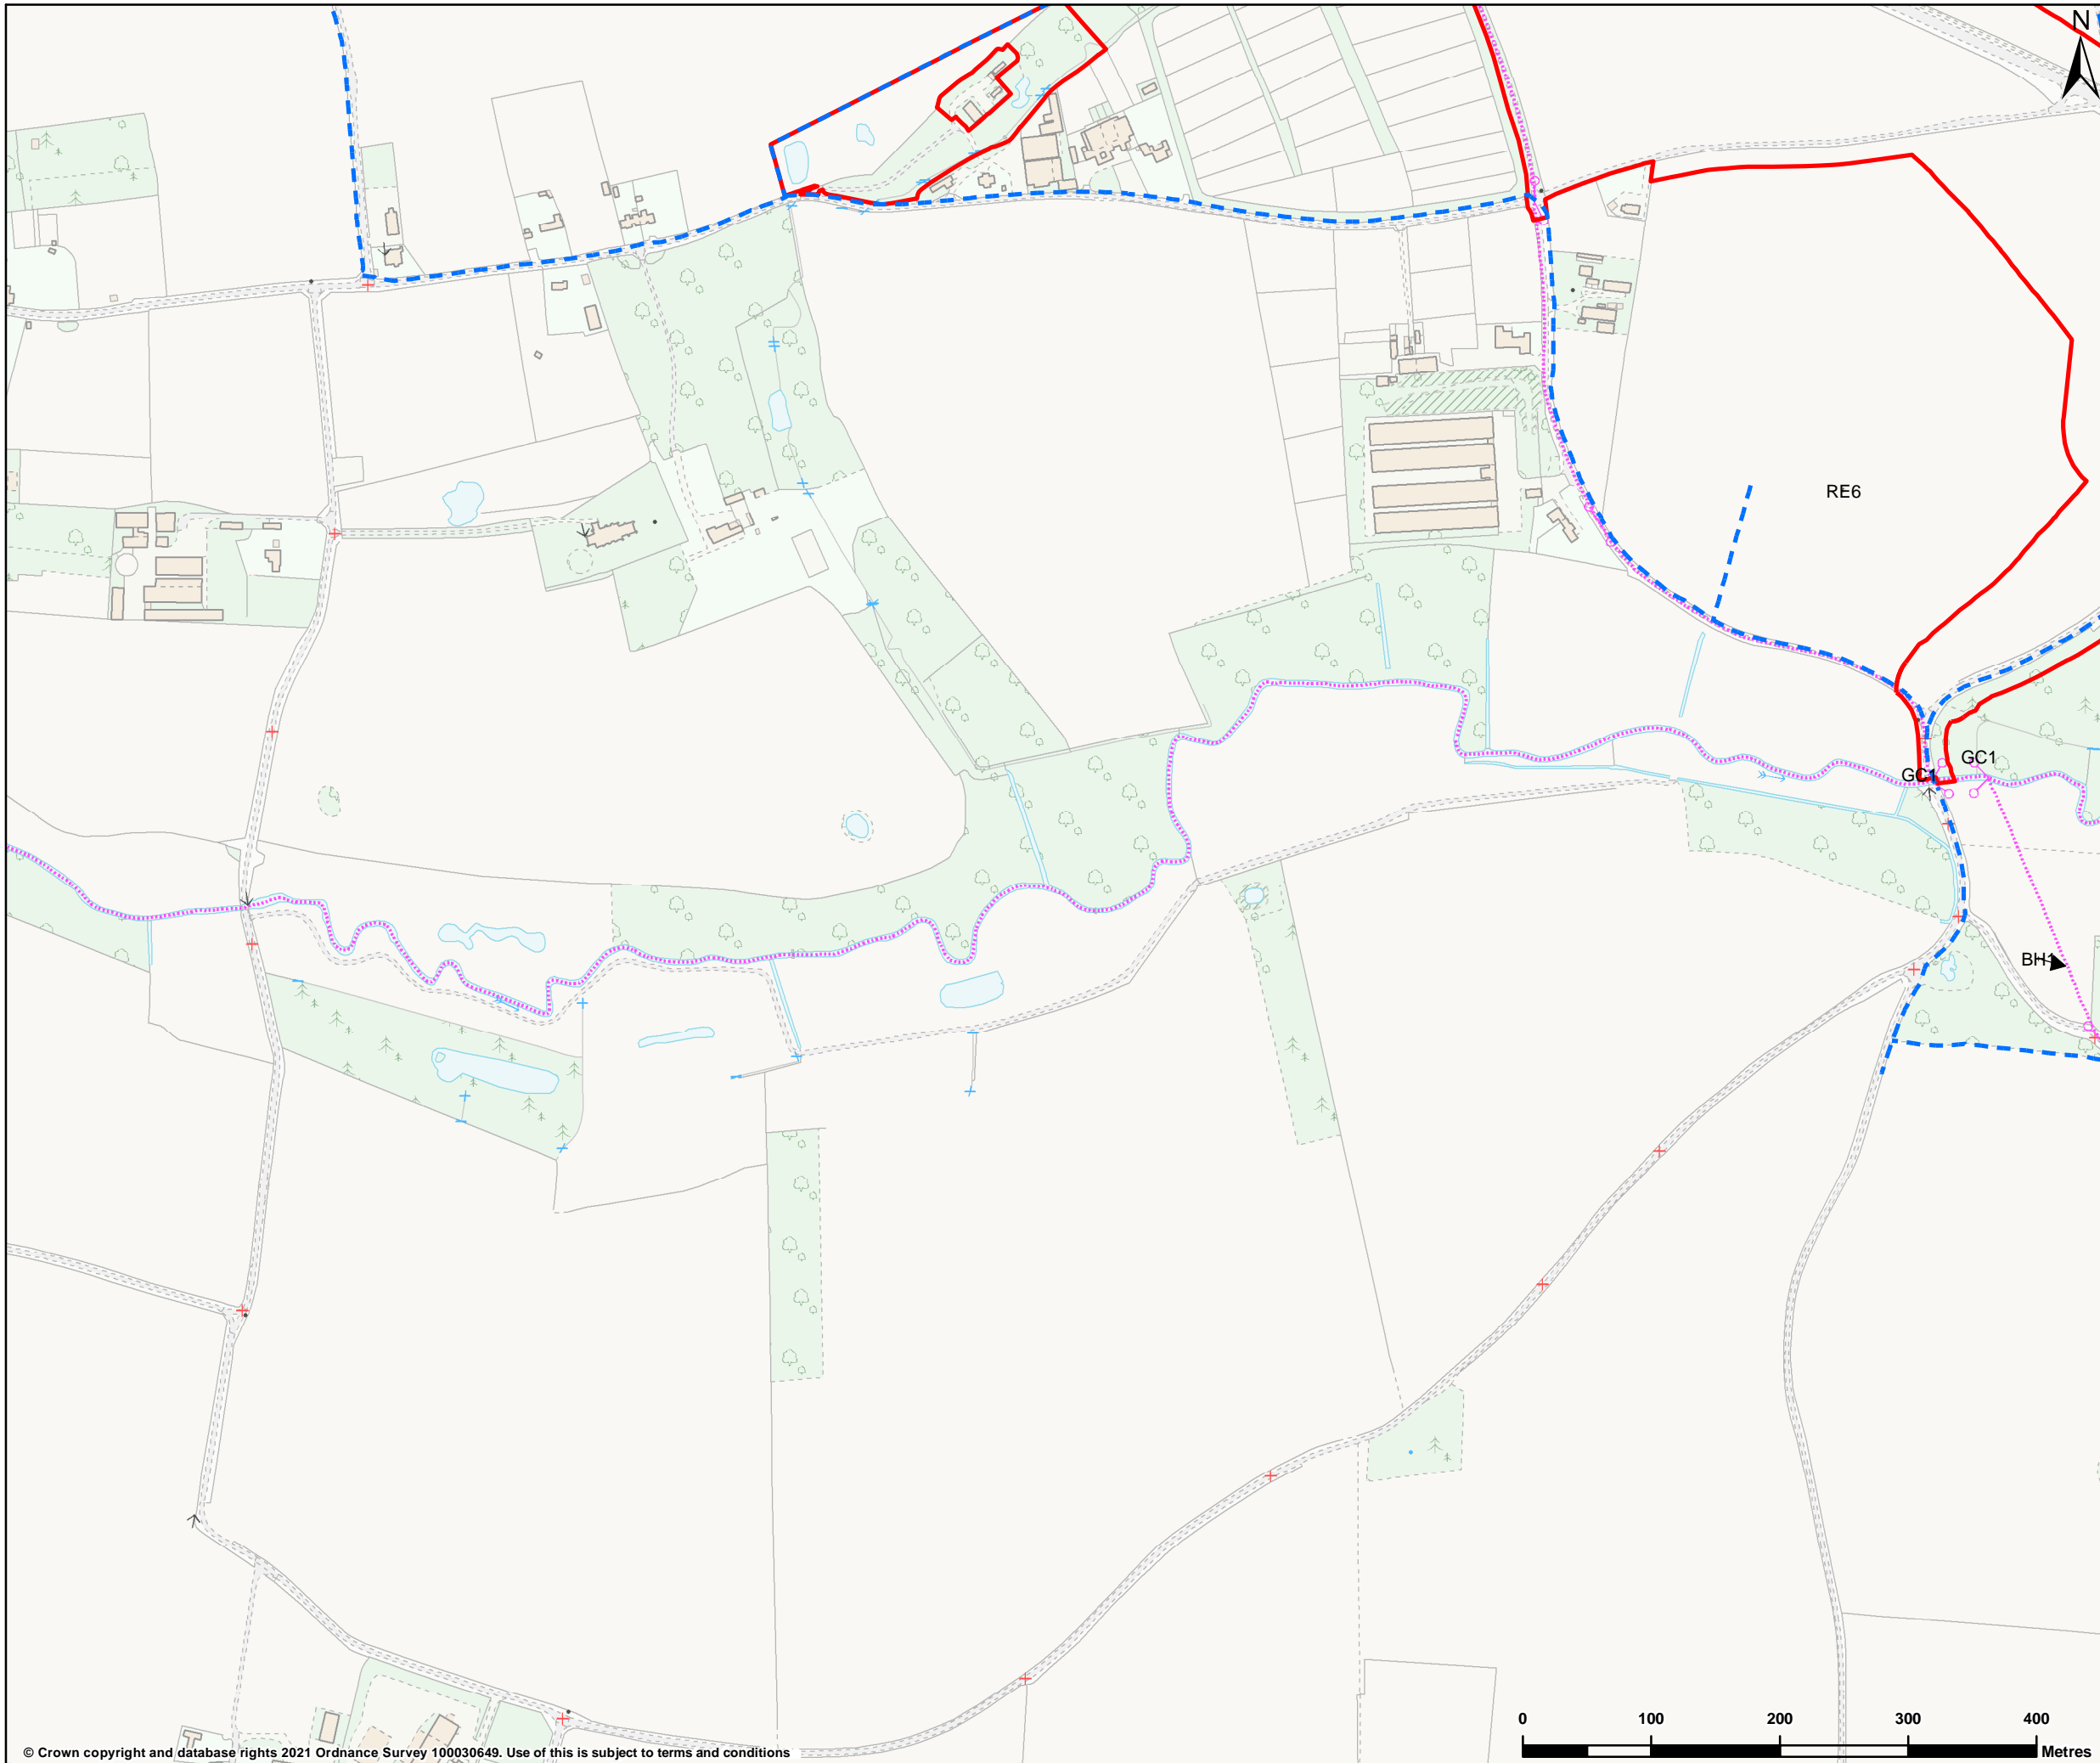 N
RE6
GC1
GC1
BH1
0 100 200 300 400
Metres
© Crown copyright and database rights 2021 Ordnance Survey 100030649. Use of this is subject to terms and conditions